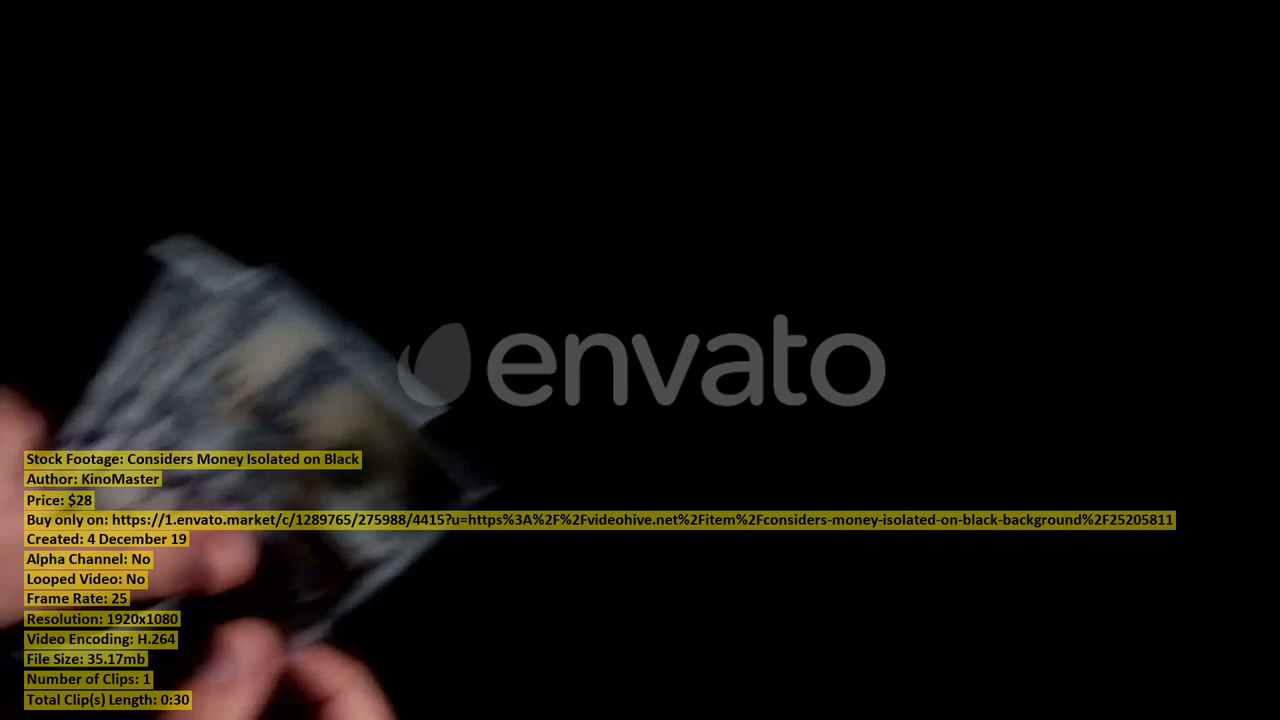 envato
Stock Footage: Considers Money Isolated on Black
Author: KinoMaster
Price: $28
Buy only on: https://1.envato.market/c/1289765/275988/4415?u=https%3A%2F%2Fvideohive.net%2Fitem%2Fconsiders-money-isolated-on-black-background%2F25205811
Created: 4 December 19
Alpha Channel: No
Looped Video: No
Frame Rate: 25
Resolution: 1920x1080
Video Encoding: H.264
File Size: 35.17mb
Number of Clips: 1
Total Clip(s) Length: 0:30